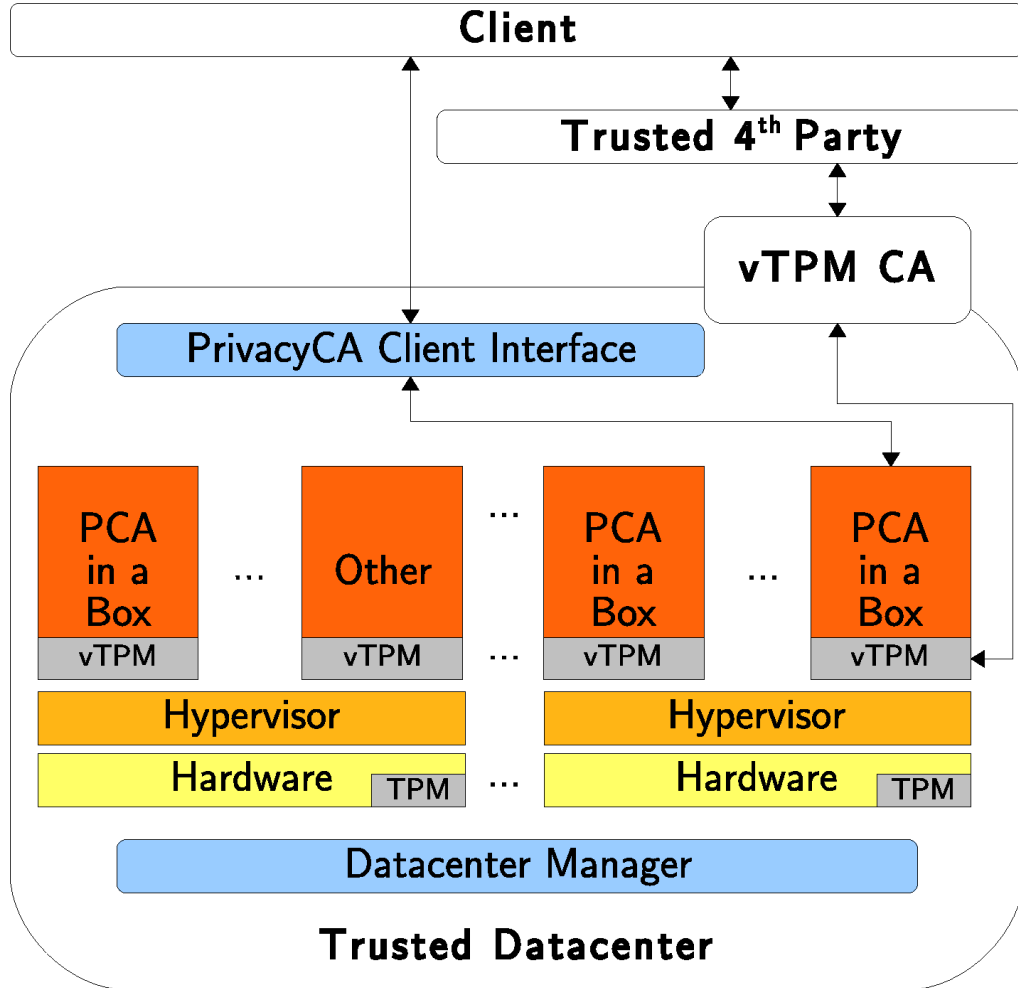 Client
Trusted 4th Party
vTPM CA
PrivacyCA Client Interface
...
PCA
in a
Box
...
Other
PCA
in a
Box
...
PCA
in a
Box
vTPM
vTPM
...
vTPM
vTPM
Hypervisor
Hypervisor
Hardware
TPM
...
Hardware
TPM
Datacenter Manager
Trusted Datacenter